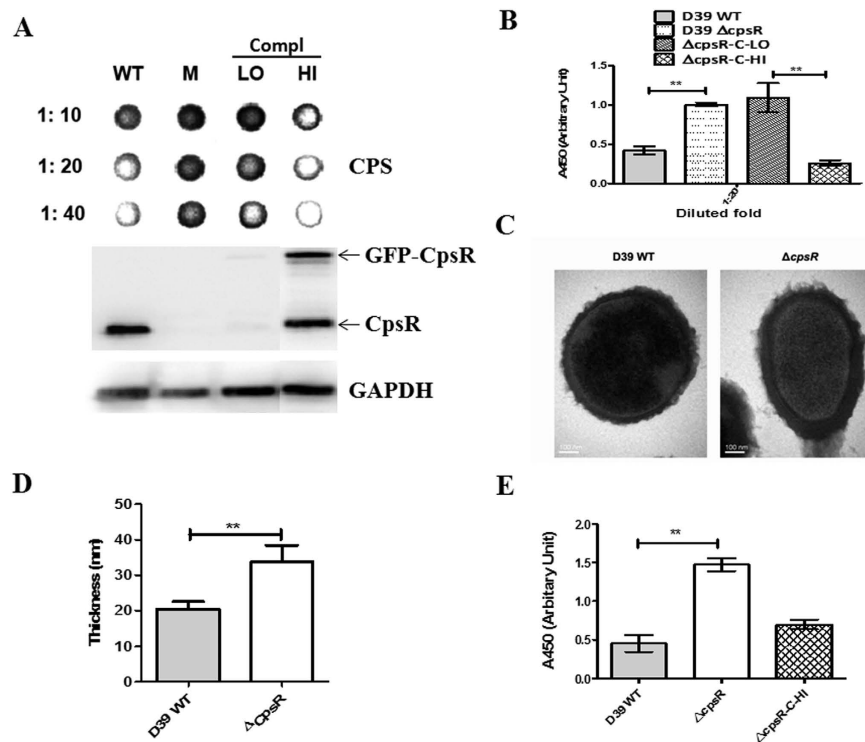 A
Compl
WT M LO HI
1: 10
1: 20 CPS
1: 40
GFP-CpsR
CpsR
GAPDH
B
D39 WT
D39 ΔcpsR
ΔcpsR-C-LO
ΔcpsR-C-HI
A450 (Arbitrary Unit)
1.5
1.0
0.5
0.0
** **
1:20*
Diluted fold
C
D39 WT ΔcpsR
100 nm 100 nm
D
Thickness (nm)
50
40
30
20
10
0
**
D39 WT
ΔCpsR
E
A450 (Arbitary Unit)
2.0
1.5
1.0
0.5
0.0
**
D39 WT
ΔcpsR
ΔcpsR-C-HI